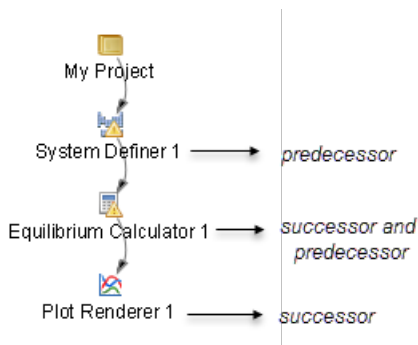 My Project
System Definer 1
predecessor
Equilibrium Calculator 1
successor and
predecessor
Plot Renderer 1
successor